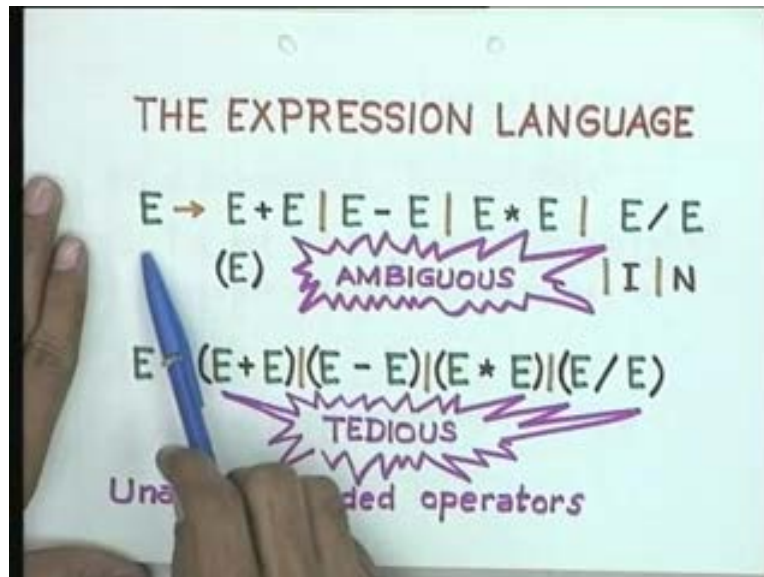 THE EXPRESSION LANGUAGE
E → E + E | E - E | E * E | E / E
(E) AMBIGUOUS | I | N
E (E + E)|(E - E)|(E * E)|(E / E)
TEDIOUS
operators